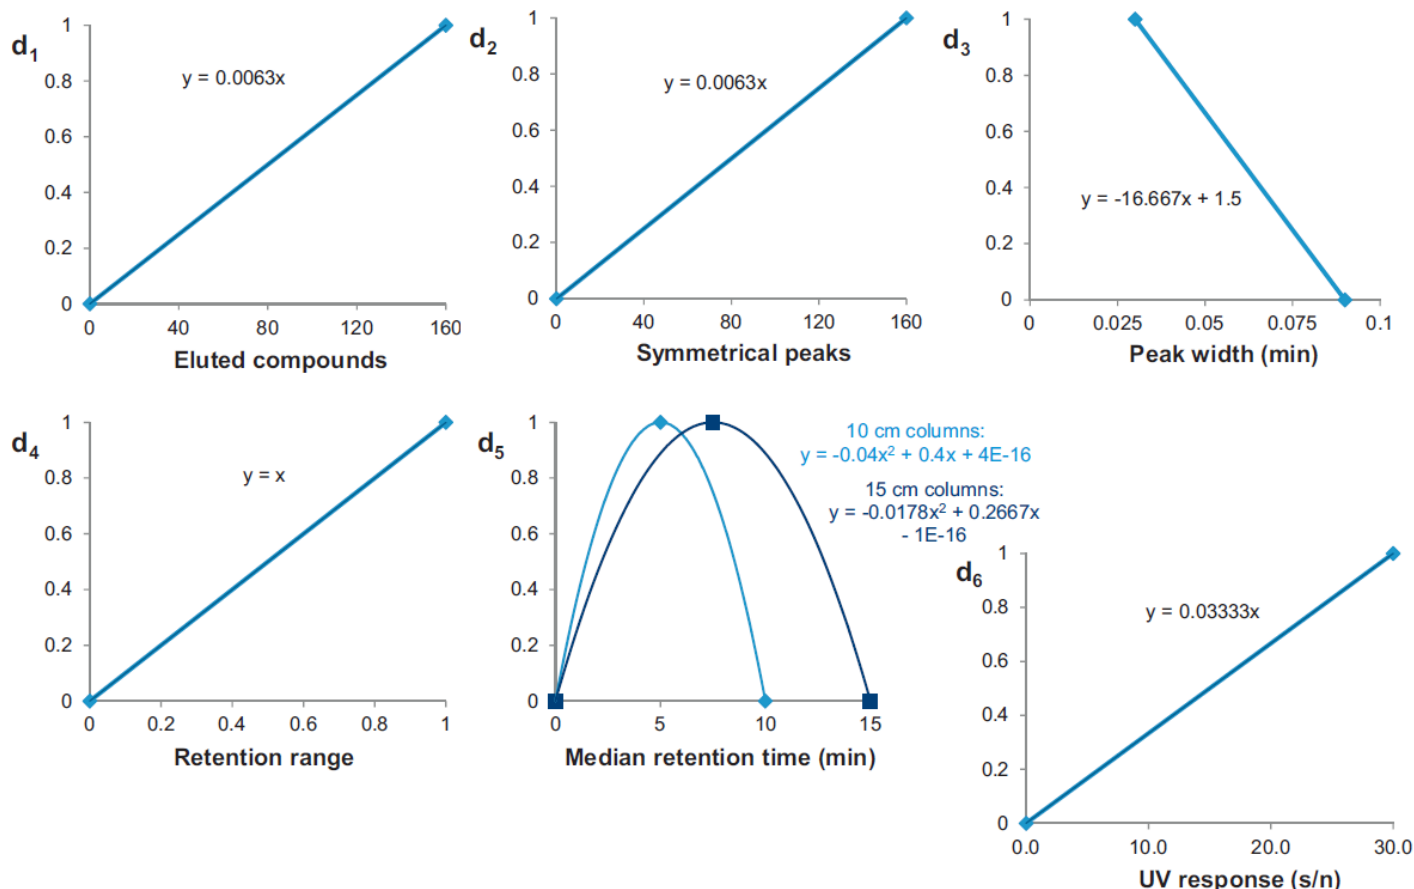 d1
1
0.8
0.6
0.4
0.2
0
y = 0.0063x
0 40 80 120 160
Eluted compounds
d2
1
0.8
0.6
0.4
0.2
0
y = 0.0063x
0 40 80 120 160
Symmetrical peaks
d3
1
0.8
0.6
0.4
0.2
0
y = -16.667x + 1.5
0 0.025 0.05 0.075 0.1
Peak width (min)
d4
1
0.8
0.6
0.4
0.2
0
y = x
0 0.2 0.4 0.6 0.8 1
Retention range
d5
1
0.8
0.6
0.4
0.2
0
10 cm columns:
y = -0.04x² + 0.4x + 4E-16
15 cm columns:
y = -0.0178x² + 0.2667x
- 1E-16
0 5 10 15
Median retention time (min)
d6
1
0.8
0.6
0.4
0.2
0
y = 0.03333x
0.0 10.0 20.0 30.0
UV response (s/n)